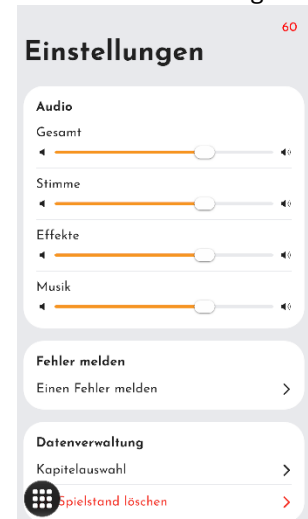 60
Einstellungen
Audio
Gesamt
Stimme
Effekte
Musik
Fehler melden
Einen Fehler melden
Datenverwaltung
Kapitelauswahl
Spielstand löschen